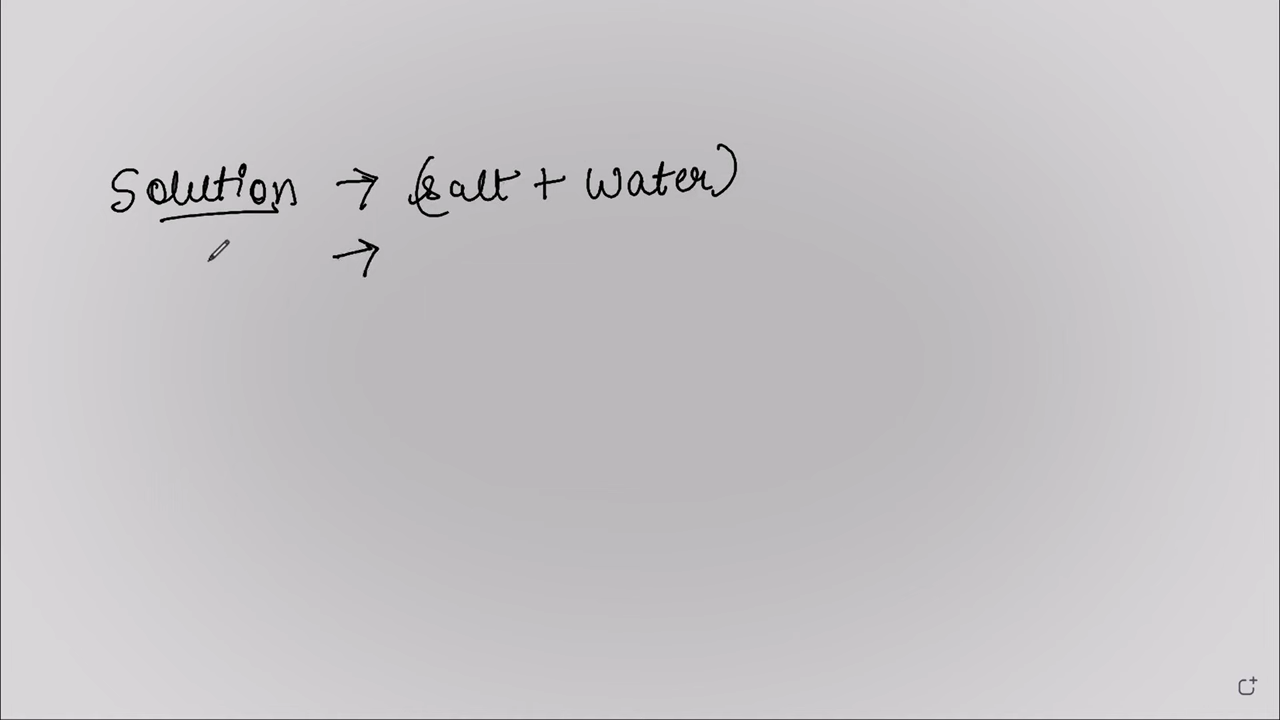 Solution → (salt + water)
→